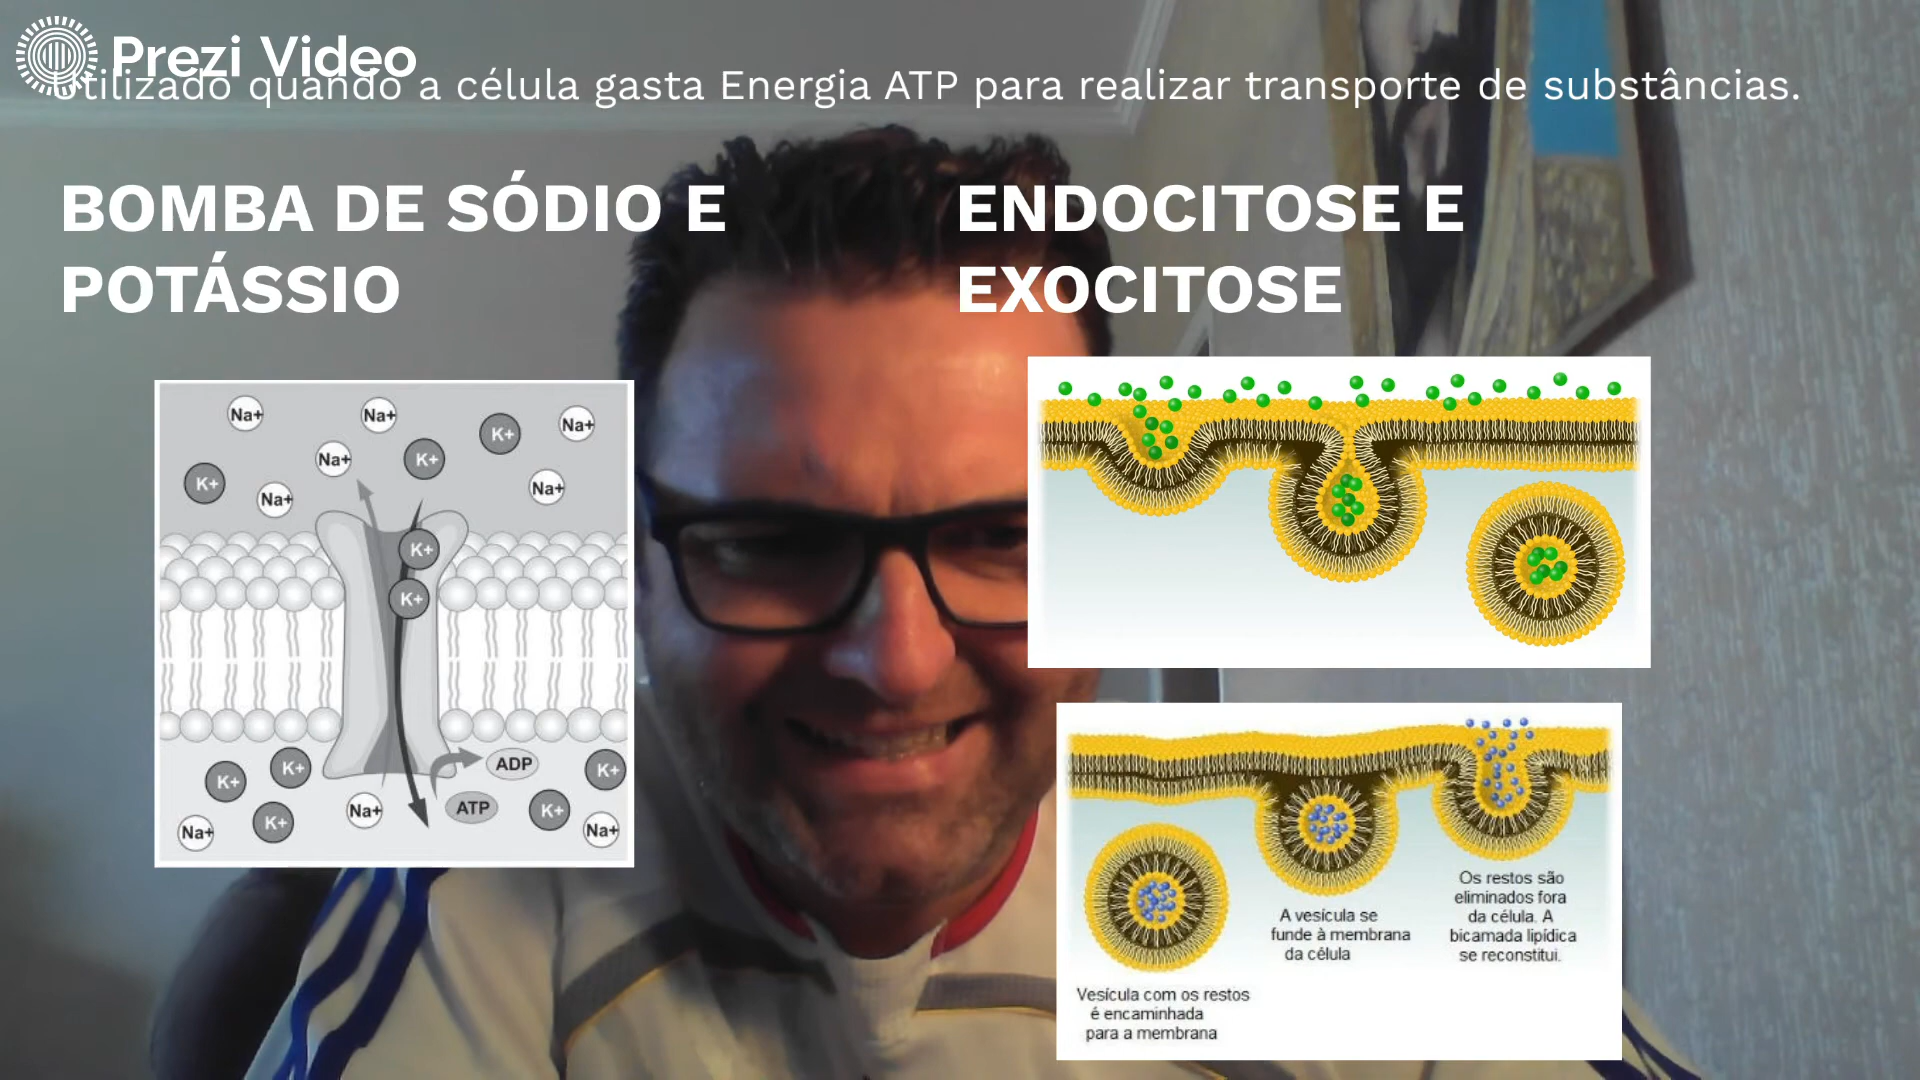 Prezi Video
Utilizado quando a célula gasta Energia ATP para realizar transporte de substâncias.
BOMBA DE SÓDIO E
POTÁSSIO
ENDOCITOSE E
EXOCITOSE
Na+
Na+
Na+
K+
Na+
K+
K+
Na+
Na+
K+
K+
ADP
K+
K+
K+
ATP
Na+
K+
K+
Na+
Na+
Os restos são
eliminados fora
da célula. A
bicamada lipídica
se reconstitui.
A vesícula se
funde à membrana
da célula
Vesícula com os restos
é encaminhada
para a membrana